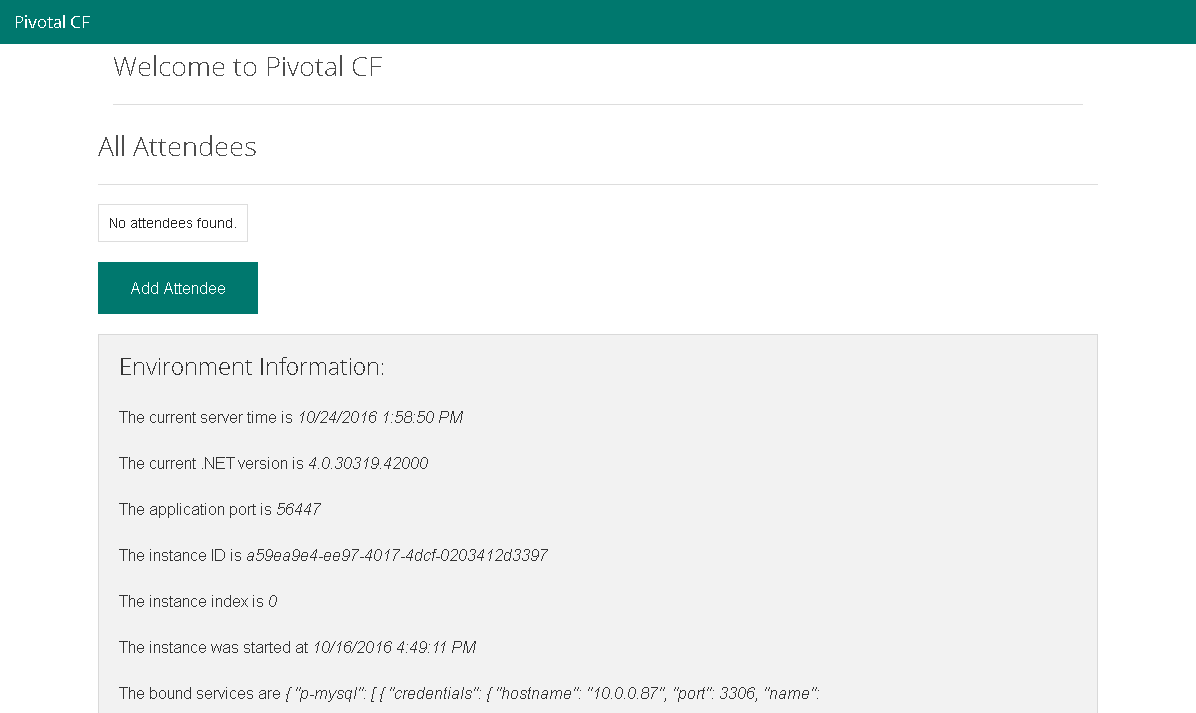 Pivotal CF
Welcome to Pivotal CF
All Attendees
No attendees found.
Add Attendee
Environment Information:
The current server time is 10/24/2016 1:58:50 PM
The current .NET version is 4.0.30319.42000
The application port is 56447
The instance ID is a59ea9e4-ee97-4017-4dcf-0203412d3397
The instance index is 0
The instance was started at 10/16/2016 4:49:11 PM
The bound services are { "p-mysql": [ { "credentials": { "hostname": "10.0.0.87", "port": 3306, "name":